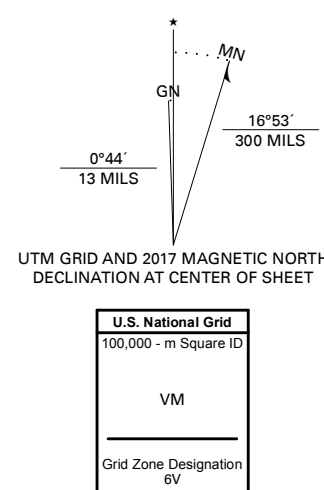 ★
MN
GN
16°53´
300 MILS
0°44´
13 MILS
UTM GRID AND 2017 MAGNETIC NORTH
DECLINATION AT CENTER OF SHEET
U.S. National Grid
100,000 - m Square ID
VM
Grid Zone Designation
6V